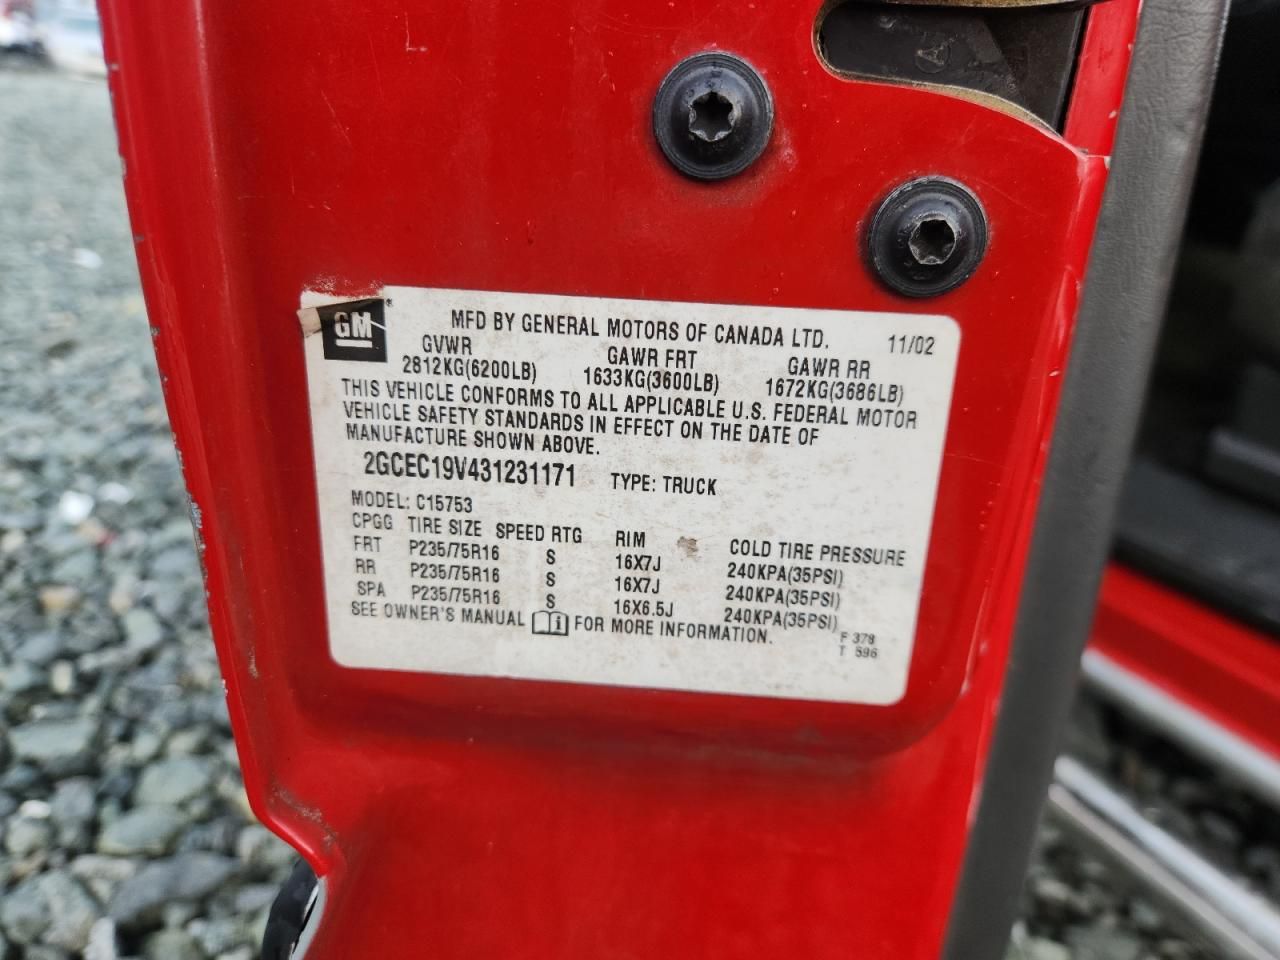 GM
MFD BY GENERAL MOTORS OF CANADA LTD. 11/02
GVWR GAWR FRT GAWR RR
2812KG(6200LB) 1633KG(3600LB) 1672KG(3686LB)
THIS VEHICLE CONFORMS TO ALL APPLICABLE U.S. FEDERAL MOTOR
VEHICLE SAFETY STANDARDS IN EFFECT ON THE DATE OF
MANUFACTURE SHOWN ABOVE.
2GCEC19V431231171 TYPE: TRUCK
MODEL: C15753
CPGG TIRE SIZE SPEED RTG RIM COLD TIRE PRESSURE
FRT P235/75R16 S 16X7J 240KPA(35PSI)
RR P235/75R16 S 16X7J 240KPA(35PSI)
SPA P235/75R16 S 16X6.5J 240KPA(35PSI)
SEE OWNER'S MANUAL i FOR MORE INFORMATION.
F 378
T 596